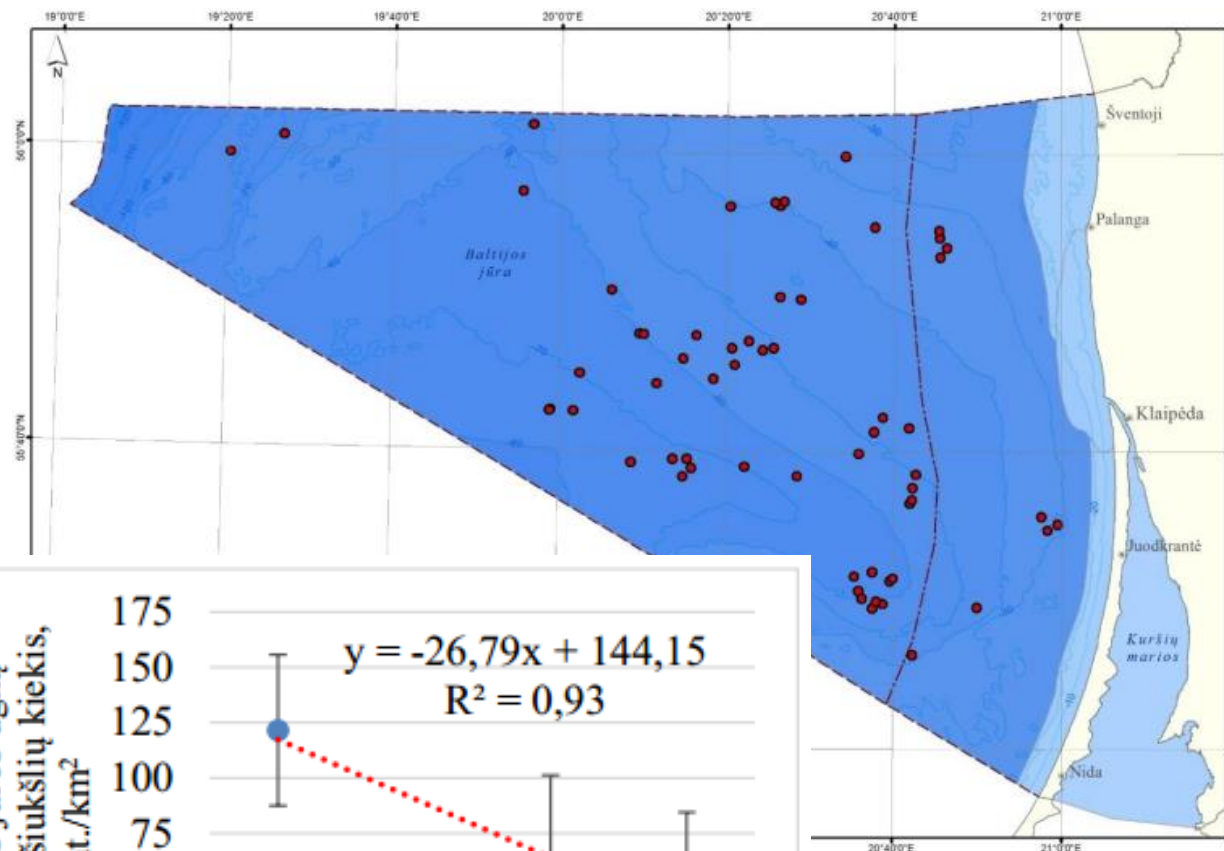 19°0'0"E 19°20'0"E 19°40'0"E 20°0'0"E 20°20'0"E 20°40'0"E 21°0'0"E
N
56°0'0"N
Šventoji
Palanga
Baltijos
jūra
Klaipėda
55°40'0"N
Juodkrantė
Kuršių
marios
Nida
20°40'0"E 21°0'0"E
šiukšlių kiekis,
t./km²
175
150
125
100
75
y = -26,79x + 144,15
R² = 0,93